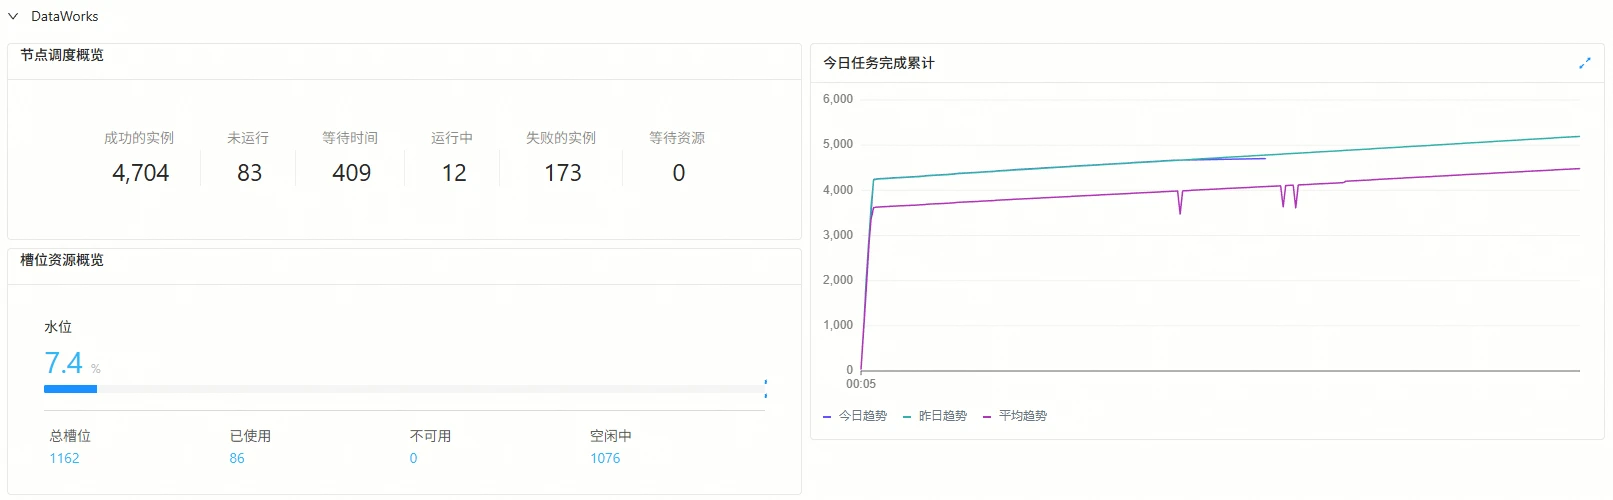 DataWorks
节点调度概览
成功的实例 未运行 等待时间 运行中 失败的实例 等待资源
4,704 83 409 12 173 0
槽位资源概览
水位
7.4 %
总槽位 已使用 不可用 空闲中
1162 86 0 1076
今日任务完成累计
6,000
5,000
4,000
3,000
2,000
1,000
0
00:05
今日趋势 昨日趋势 平均趋势